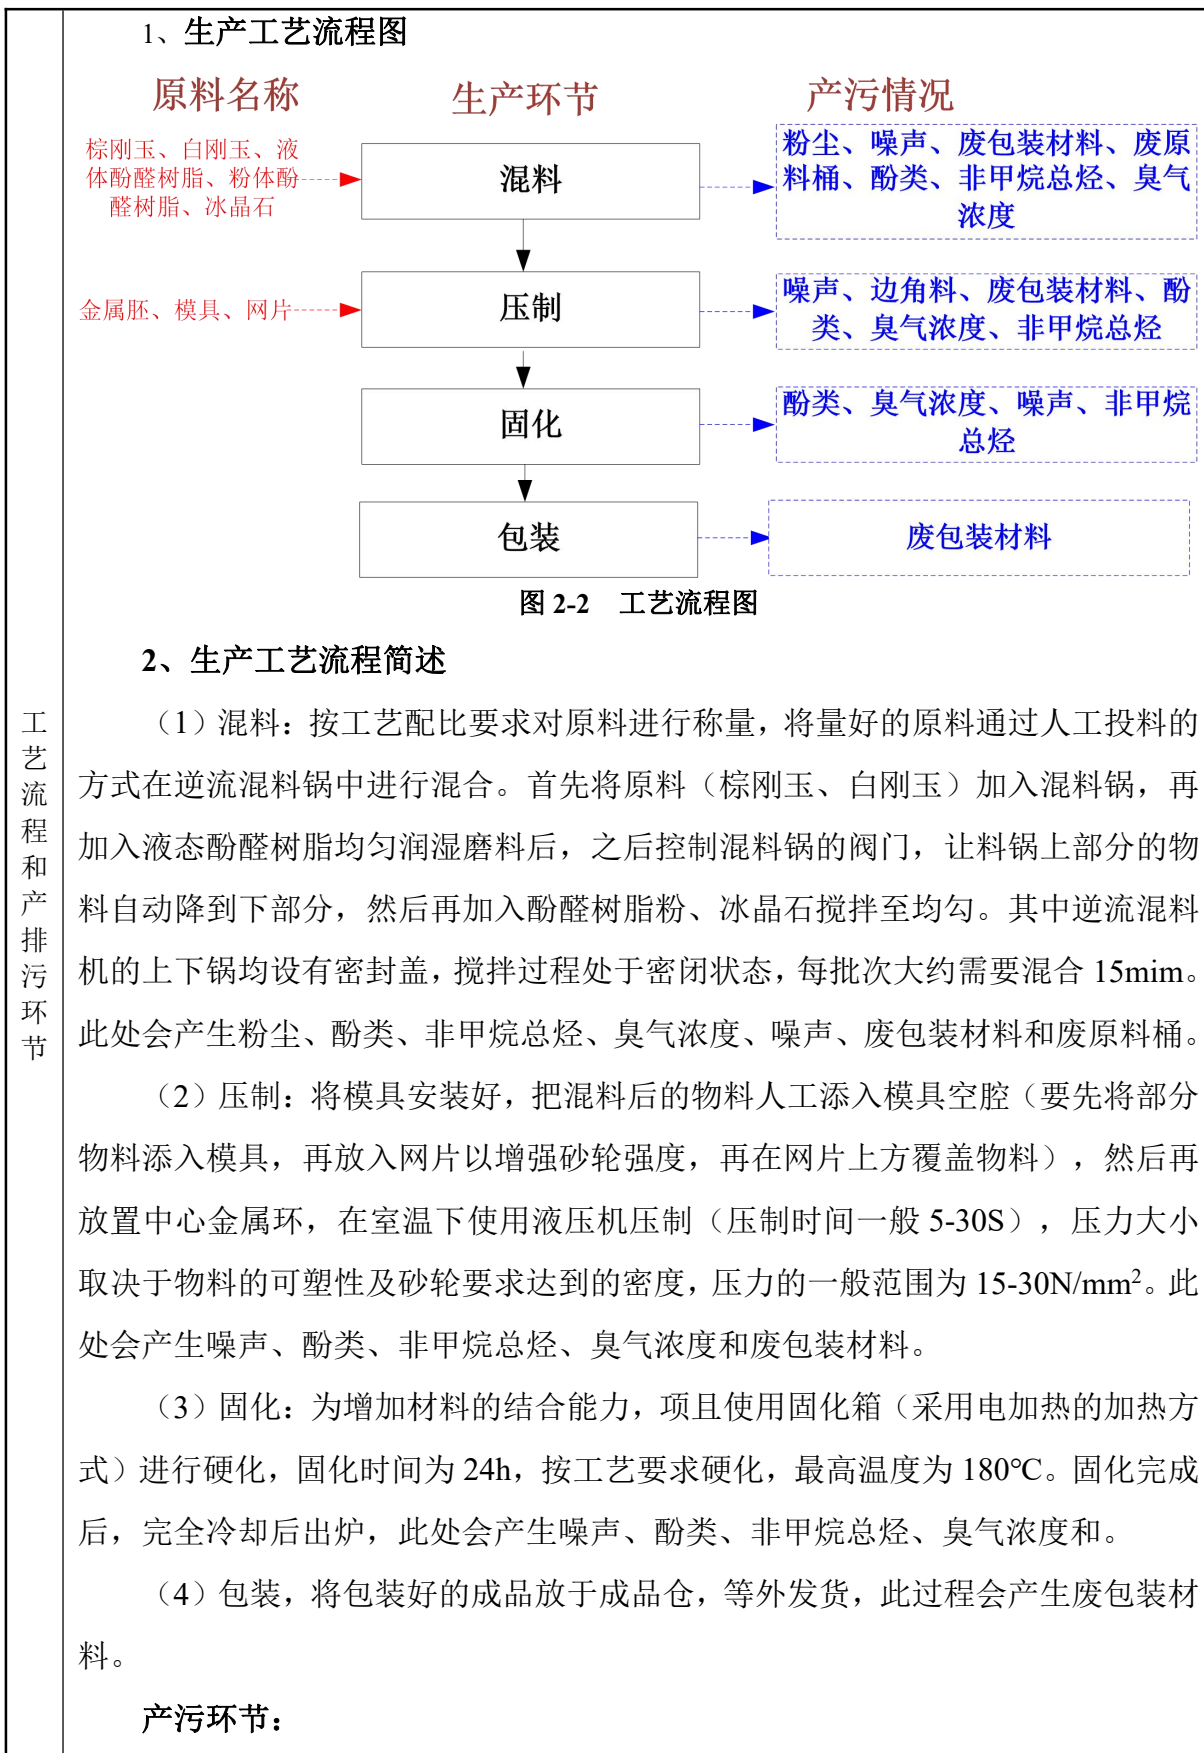 1、生产工艺流程图
原料名称
生产环节
产污情况
棕刚玉、白刚玉、液
体酚醛树脂、粉体酚
醛树脂、冰晶石
混料
粉尘、噪声、废包装材料、废原
料桶、酚类、非甲烷总烃、臭气
浓度
金属胚、模具、网片
压制
噪声、边角料、废包装材料、酚
类、臭气浓度、非甲烷总烃
固化
酚类、臭气浓度、噪声、非甲烷
总烃
包装
废包装材料
图 2-2 工艺流程图
2、生产工艺流程简述
工艺流程和产排污环节
（1）混料：按工艺配比要求对原料进行称量，将量好的原料通过人工投料的
方式在逆流混料锅中进行混合。首先将原料（棕刚玉、白刚玉）加入混料锅，再
加入液态酚醛树脂均匀润湿磨料后，之后控制混料锅的阀门，让料锅上部分的物
料自动降到下部分，然后再加入酚醛树脂粉、冰晶石搅拌至均勾。其中逆流混料
机的上下锅均设有密封盖，搅拌过程处于密闭状态，每批次大约需要混合 15mim。
此处会产生粉尘、酚类、非甲烷总烃、臭气浓度、噪声、废包装材料和废原料桶。
（2）压制：将模具安装好，把混料后的物料人工添入模具空腔（要先将部分
物料添入模具，再放入网片以增强砂轮强度，再在网片上方覆盖物料），然后再
放置中心金属环，在室温下使用液压机压制（压制时间一般 5-30S），压力大小
取决于物料的可塑性及砂轮要求达到的密度，压力的一般范围为 15-30N/mm²。此
处会产生噪声、酚类、非甲烷总烃、臭气浓度和废包装材料。
（3）固化：为增加材料的结合能力，项且使用固化箱（采用电加热的加热方
式）进行硬化，固化时间为 24h，按工艺要求硬化，最高温度为 180℃。固化完成
后，完全冷却后出炉，此处会产生噪声、酚类、非甲烷总烃、臭气浓度和。
（4）包装，将包装好的成品放于成品仓，等外发货，此过程会产生废包装材
料。
产污环节：